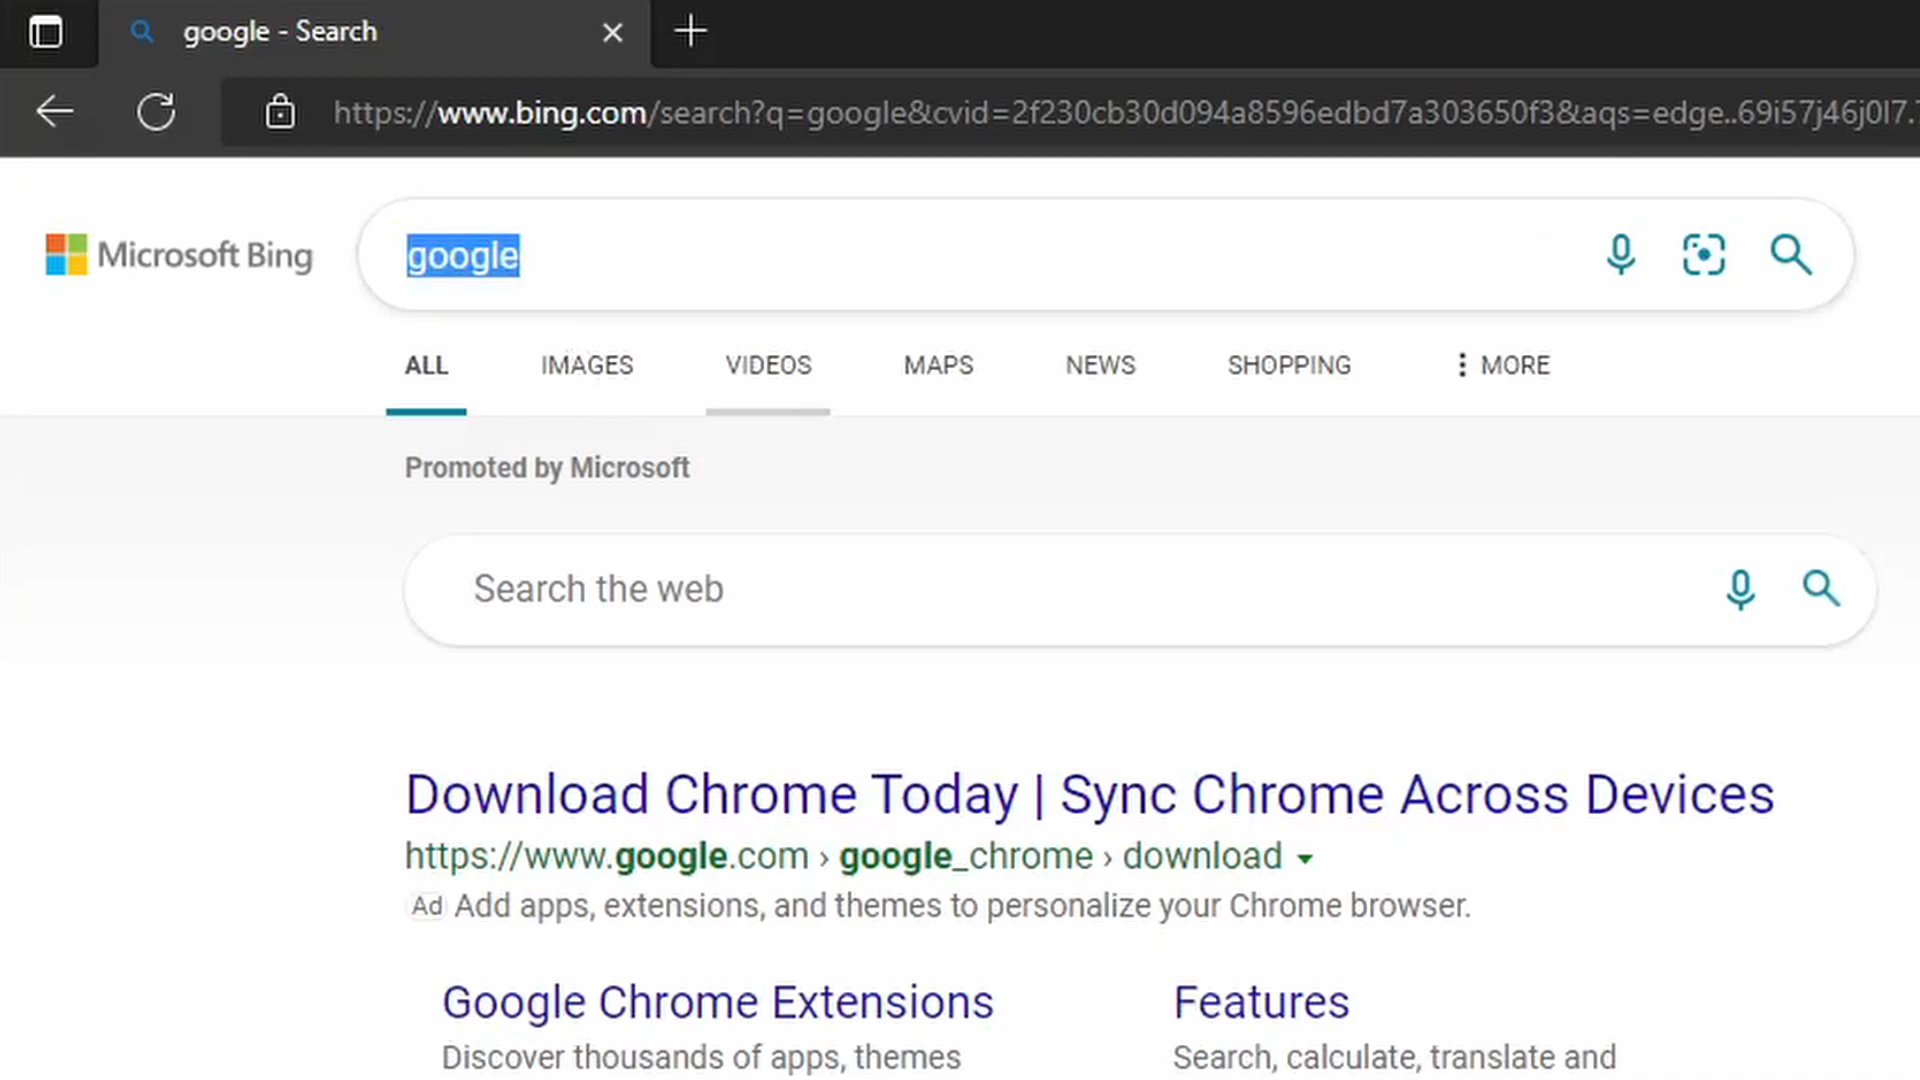 google - Search
https://www.bing.com/search?q=google&cvid=2f230cb30d094a8596edbd7a303650f3&aqs=edge..69i57j46j0l7.
Microsoft Bing
google
ALL IMAGES VIDEOS MAPS NEWS SHOPPING MORE
Promoted by Microsoft
Search the web
Download Chrome Today | Sync Chrome Across Devices
https://www.google.com › google_chrome › download
Ad Add apps, extensions, and themes to personalize your Chrome browser.
Google Chrome Extensions Features
Discover thousands of apps, themes Search, calculate, translate and